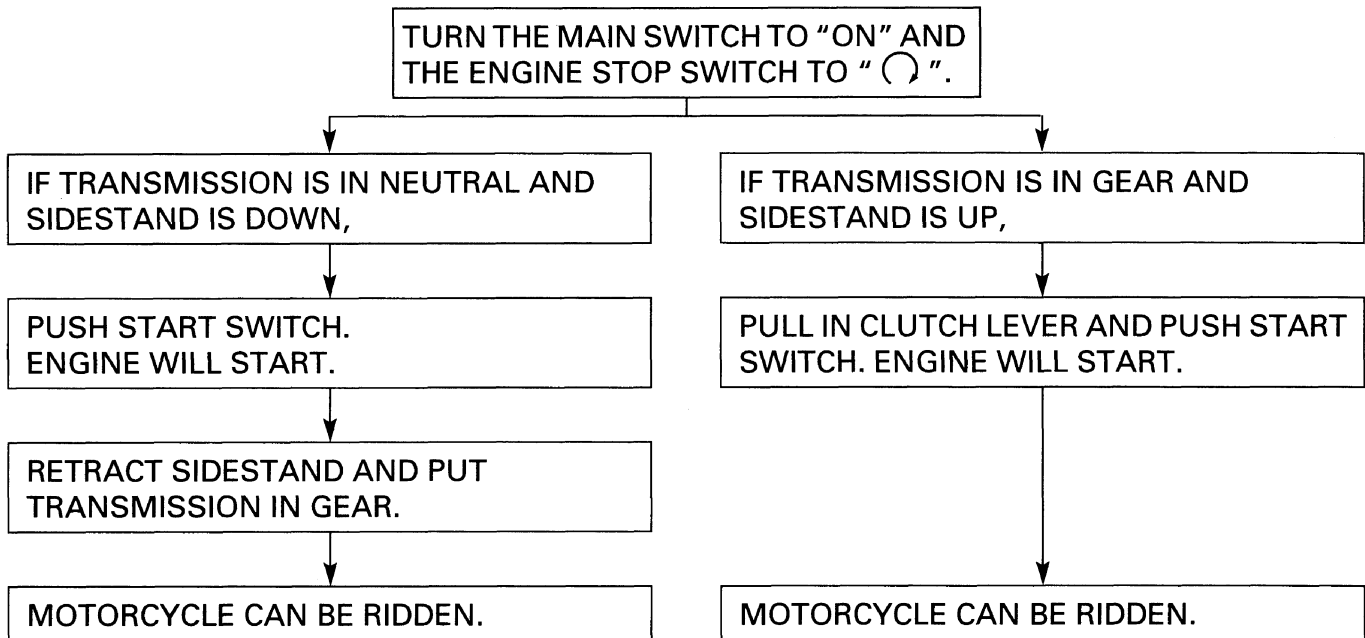 TURN THE MAIN SWITCH TO "ON" AND
THE ENGINE STOP SWITCH TO " ".
IF TRANSMISSION IS IN NEUTRAL AND
SIDESTAND IS DOWN,
PUSH START SWITCH.
ENGINE WILL START.
RETRACT SIDESTAND AND PUT
TRANSMISSION IN GEAR.
MOTORCYCLE CAN BE RIDDEN.
IF TRANSMISSION IS IN GEAR AND
SIDESTAND IS UP,
PULL IN CLUTCH LEVER AND PUSH START
SWITCH. ENGINE WILL START.
MOTORCYCLE CAN BE RIDDEN.